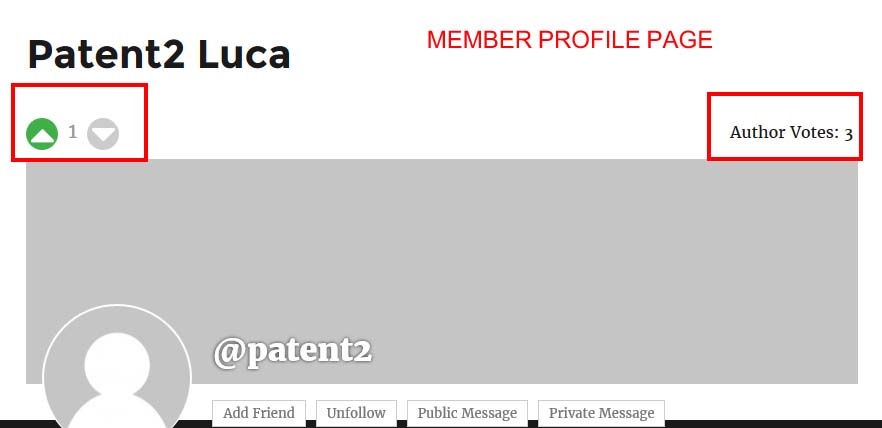 Patent2 Luca
MEMBER PROFILE PAGE
1
Author Votes: 3
@patent2
Add Friend
Unfollow
Public Message
Private Message